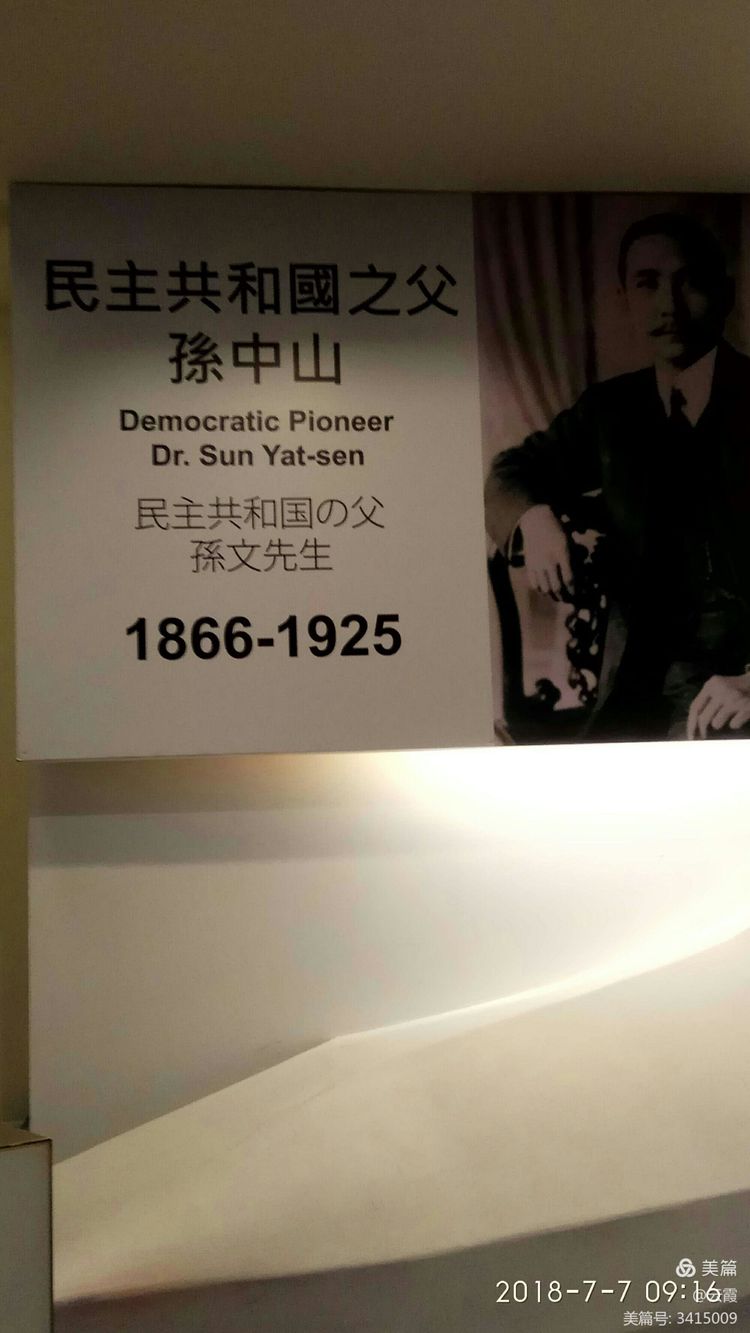 民主共和國之父
孫中山
Democratic Pioneer
Dr. Sun Yat-sen
民主共和国の父
孫文先生
1866-1925
美篇
2018-7-7 09:16
美篇号: 3415009